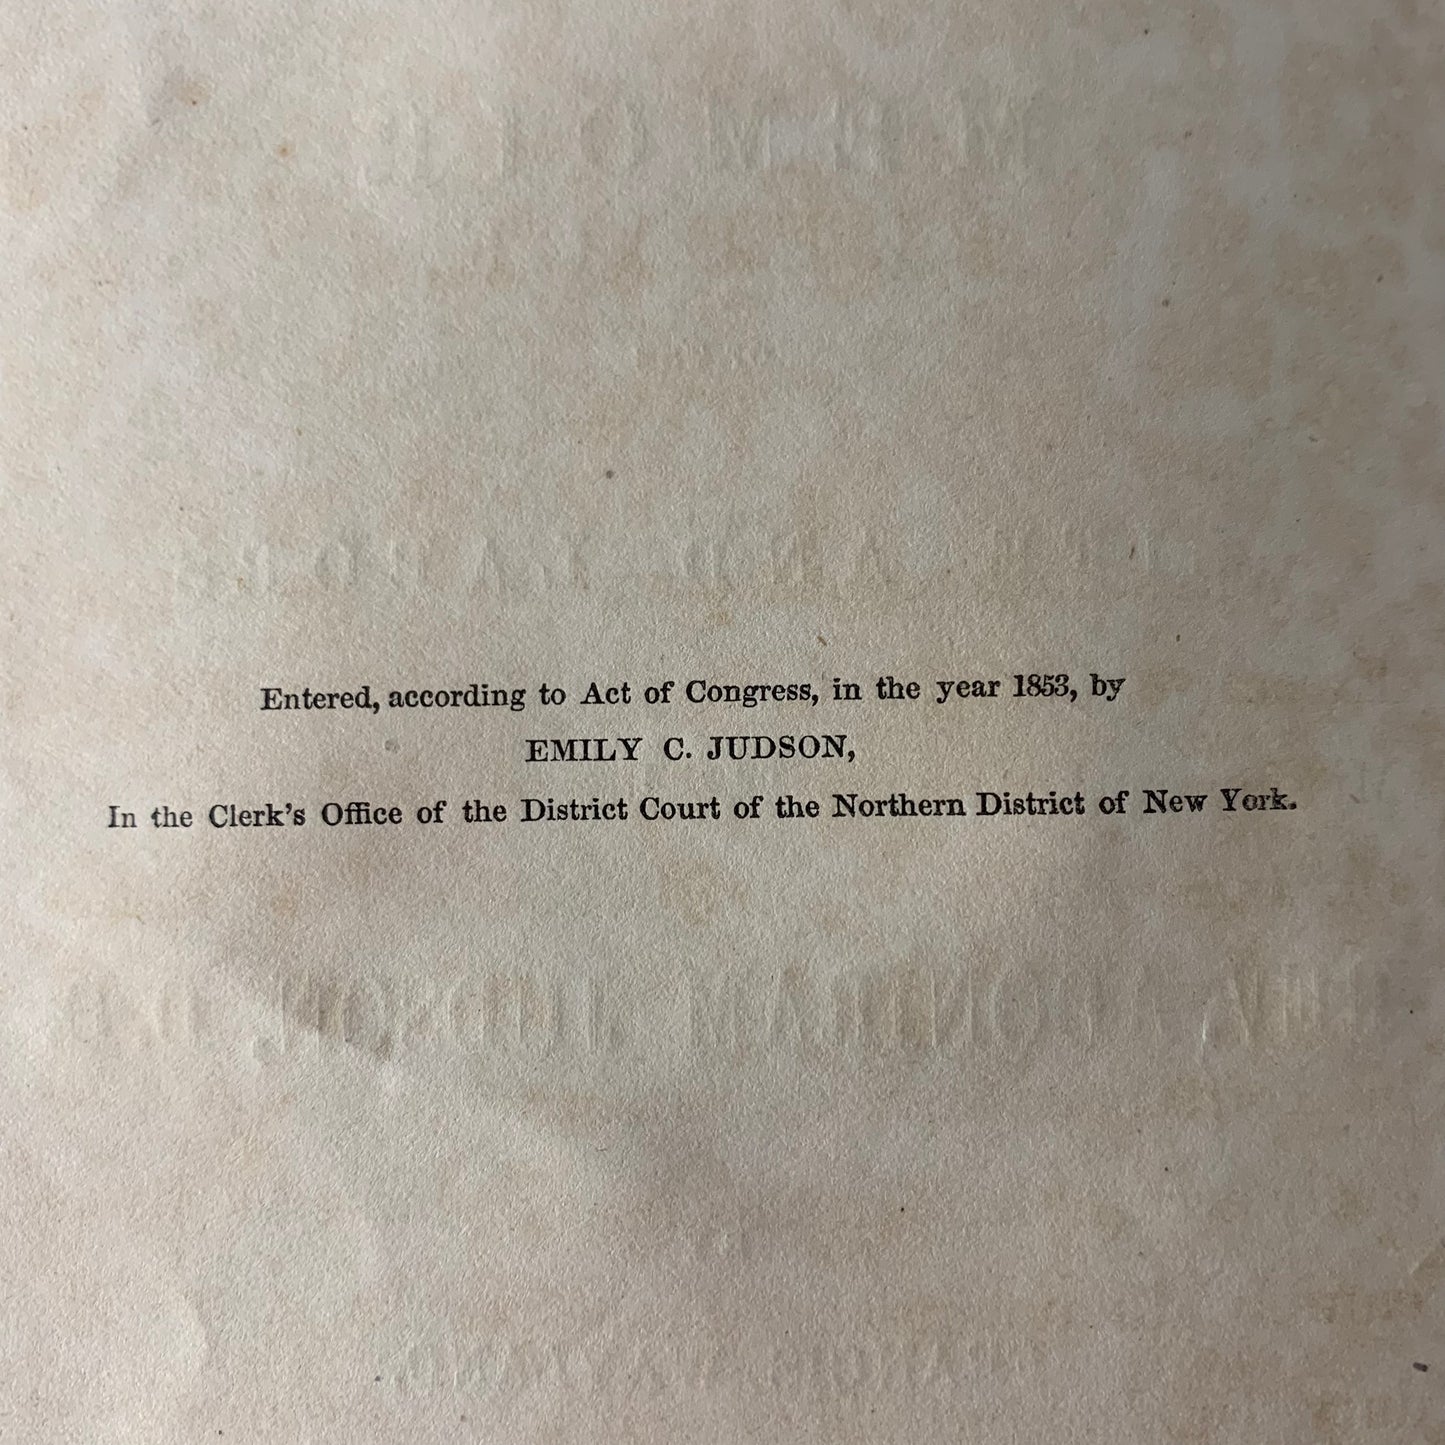 Entered, according to Act of Congress, in the year 1853, by
EMILY C. JUDSON,
In the Clerk's Office of the District Court of the Northern District of New York.